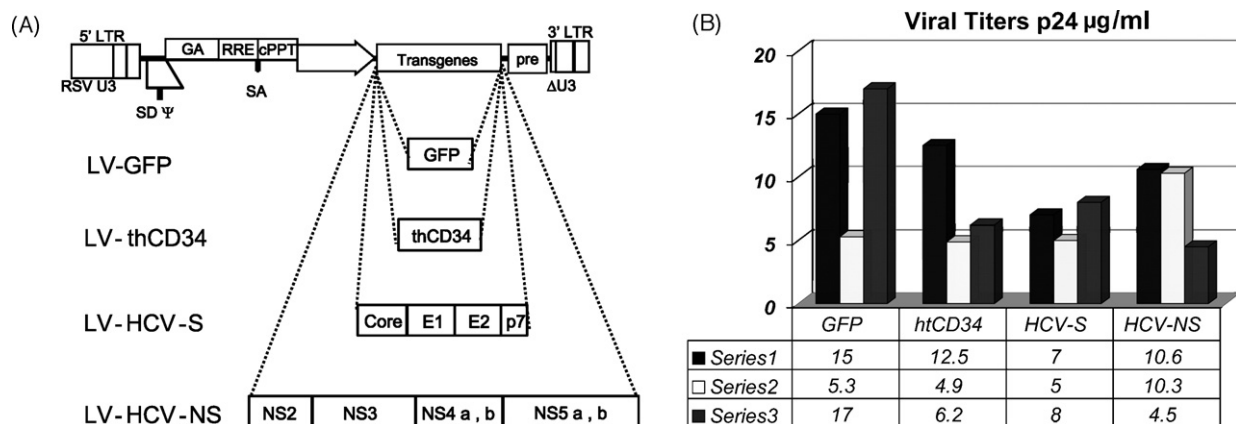 (A)
5' LTR
GA RRE cPPT
Transgenes
pre
3' LTR
RSV U3
SD Ψ
SA
ΔU3
LV-GFP
GFP
LV-thCD34
thCD34
LV-HCV-S
Core E1 E2 p7
LV-HCV-NS
NS2 NS3 NS4 a , b NS5 a , b
(B)
Viral Titers p24 µg/ml
20
15
10
5
0
GFP htCD34 HCV-S HCV-NS
Series1 15 12.5 7 10.6
Series2 5.3 4.9 5 10.3
Series3 17 6.2 8 4.5